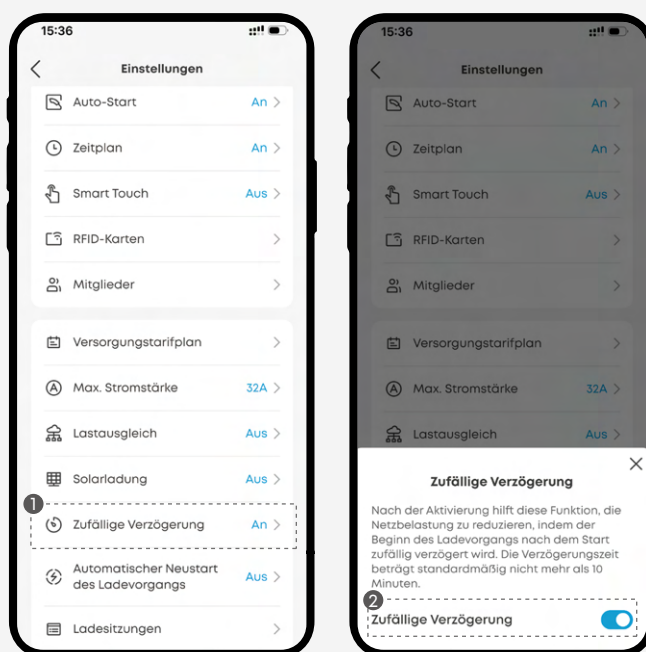 15:36
Einstellungen
Auto-Start An
Zeitplan An
Smart Touch Aus
RFID-Karten
Mitglieder
Versorgungstarifplan
Max. Stromstärke 32A
Lastausgleich Aus
Solarladung Aus
1
Zufällige Verzögerung An
Automatischer Neustart
des Ladevorgangs Aus
Ladesitzungen
15:36
Einstellungen
Auto-Start An
Zeitplan An
Smart Touch Aus
RFID-Karten
Mitglieder
Versorgungstarifplan
Max. Stromstärke 32A
Lastausgleich Aus
Zufällige Verzögerung
Nach der Aktivierung hilft diese Funktion, die
Netzbelastung zu reduzieren, indem der
Beginn des Ladevorgangs nach dem Start
zufällig verzögert wird. Die Verzögerungszeit
beträgt standardmäßig nicht mehr als 10
Minuten.
2
Zufällige Verzögerung